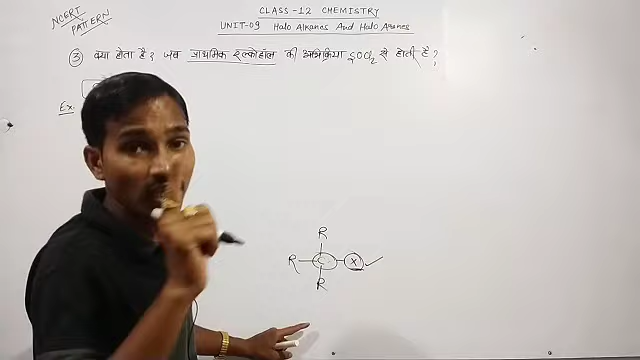 NCERT PATTERN
CLASS-12 CHEMISTRY
UNIT-09 Halo Alkanes And Halo Arenes
③ क्या होता है? जब प्राथमिक एल्कोहॉल की अभिक्रिया SOCl₂ से होती है?
Ex.
R
R C X ✓
R